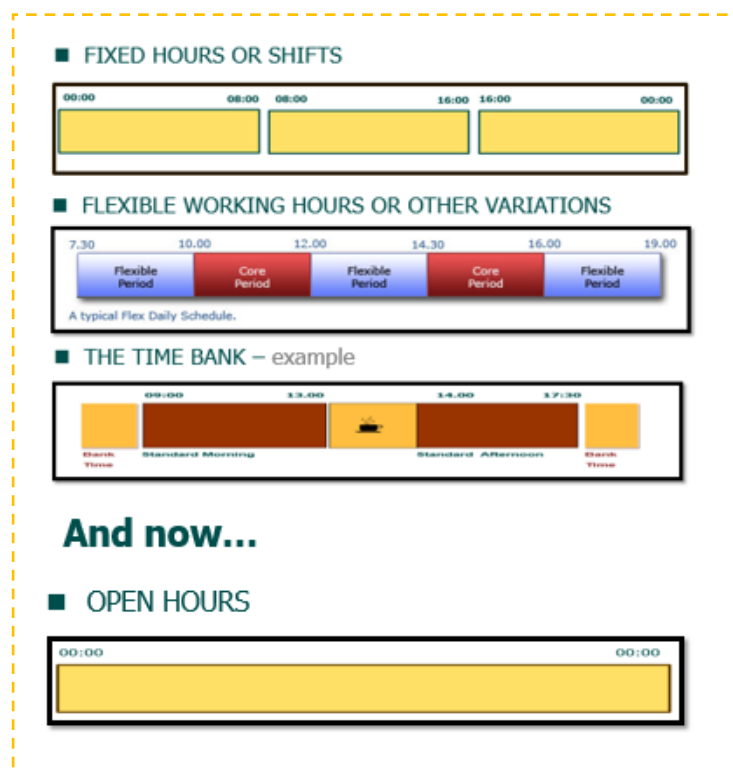 ■ FIXED HOURS OR SHIFTS
00:00 08:00 08:00 16:00 16:00 00:00
■ FLEXIBLE WORKING HOURS OR OTHER VARIATIONS
7.30 10.00 12.00 14.30 16.00 19.00
Flexible Core Flexible Core Flexible
Period Period Period Period Period
A typical Flex Daily Schedule.
■ THE TIME BANK – example
09:00 13.00 14.00 17:30
Bank Standard Morning Standard Afternoon Bank
Time Time
And now...
■ OPEN HOURS
00:00 00:00